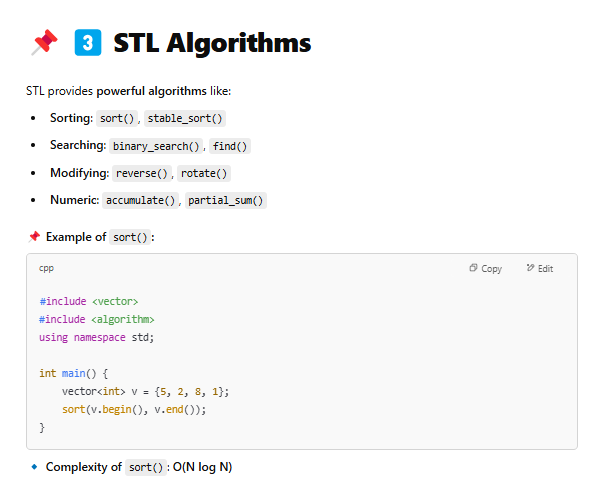 📌 3️⃣ STL Algorithms
STL provides powerful algorithms like:
• Sorting: sort(), stable_sort()
• Searching: binary_search(), find()
• Modifying: reverse(), rotate()
• Numeric: accumulate(), partial_sum()
📌 Example of sort():
cpp Copy Edit
#include <vector>
#include <algorithm>
using namespace std;
int main() {
    vector<int> v = {5, 2, 8, 1};
    sort(v.begin(), v.end());
}
🔹 Complexity of sort(): O(N log N)